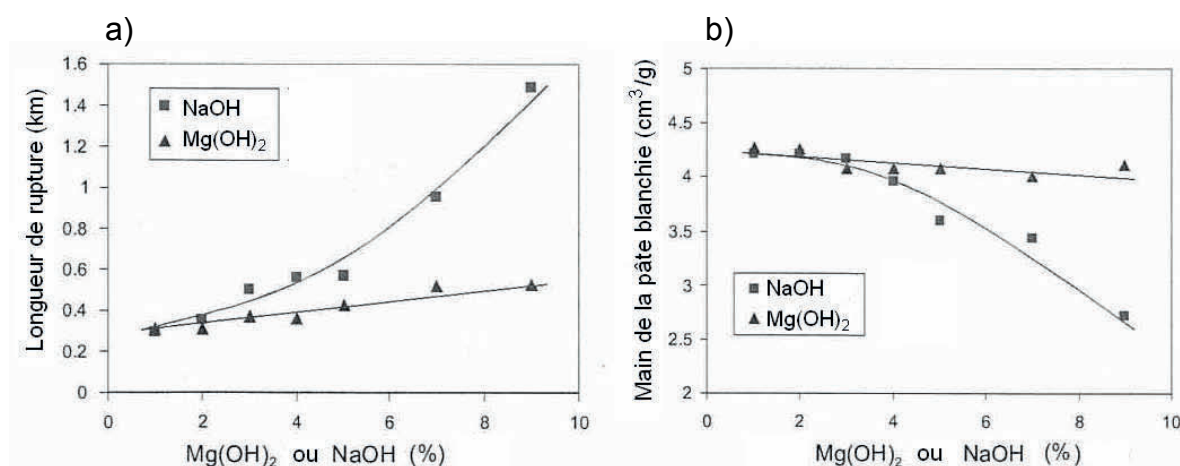 a)
Longueur de rupture (km)
1.6
1.4
1.2
1
0.8
0.6
0.4
0.2
0
NaOH
Mg(OH)₂
0 2 4 6 8 10
Mg(OH)₂ ou NaOH (%)
b)
Main de la pâte blanchie (cm³/g)
5
4.5
4
3.5
3
2.5
2
NaOH
Mg(OH)₂
0 2 4 6 8 10
Mg(OH)₂ ou NaOH (%)